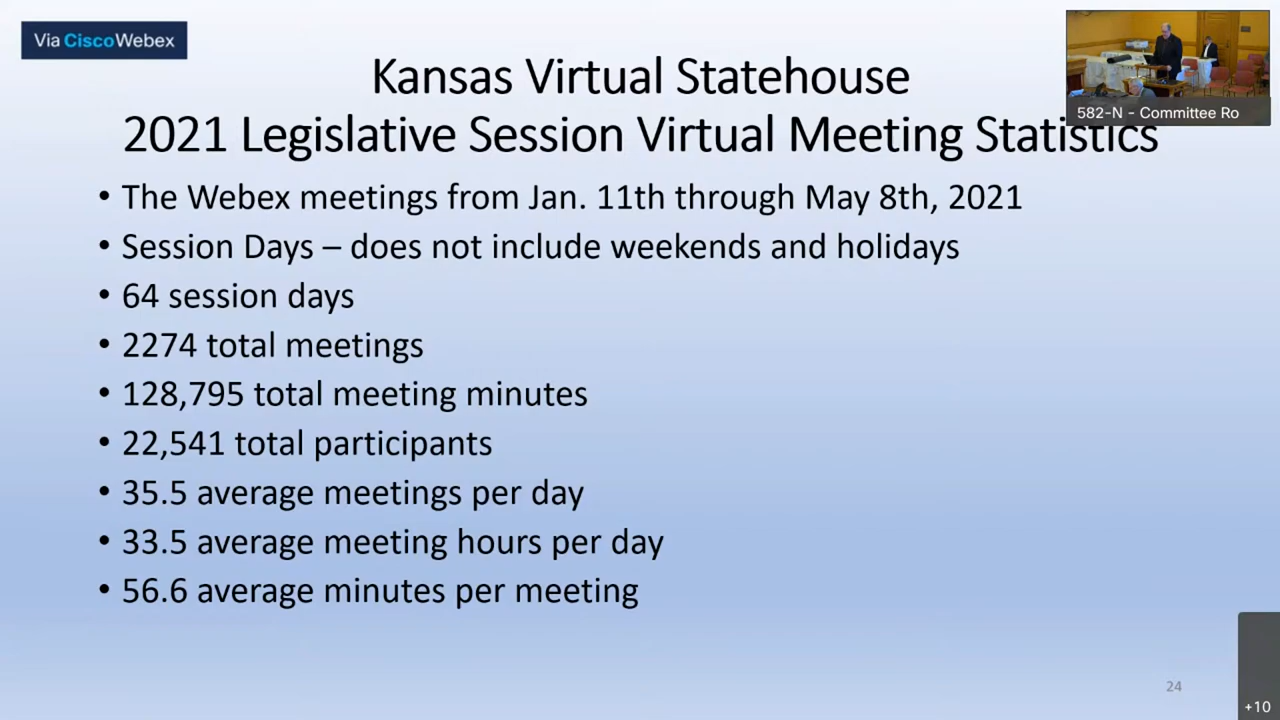 Via Cisco Webex
Kansas Virtual Statehouse
2021 Legislative Session Virtual Meeting Statistics
582-N - Committee Ro
• The Webex meetings from Jan. 11th through May 8th, 2021
• Session Days – does not include weekends and holidays
• 64 session days
• 2274 total meetings
• 128,795 total meeting minutes
• 22,541 total participants
• 35.5 average meetings per day
• 33.5 average meeting hours per day
• 56.6 average minutes per meeting
24
+10